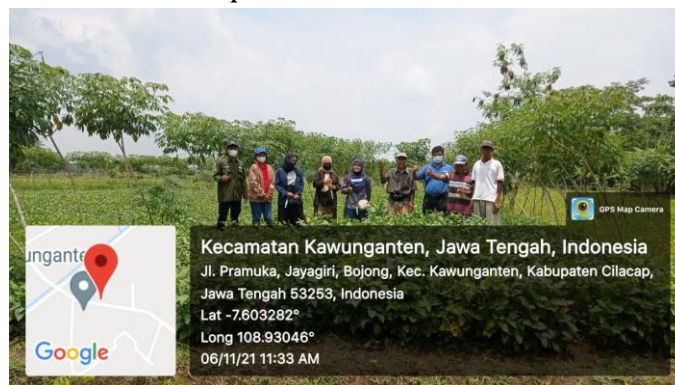 GPS Map Camera
unganten
Google
Kecamatan Kawunganten, Jawa Tengah, Indonesia
Jl. Pramuka, Jayagiri, Bojong, Kec. Kawunganten, Kabupaten Cilacap,
Jawa Tengah 53253, Indonesia
Lat -7.603282°
Long 108.93046°
06/11/21 11:33 AM